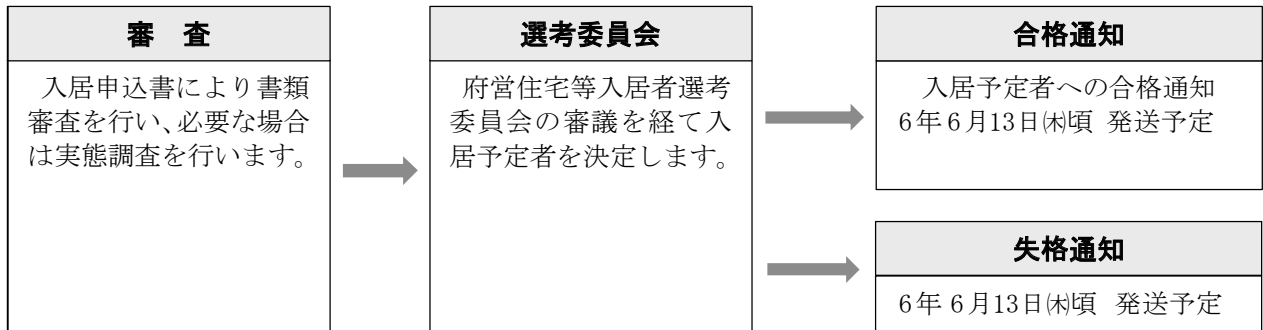 審　査
入居申込書により書類
審査を行い、必要な場合
は実態調査を行います。
選考委員会
府営住宅等入居者選考
委員会の審議を経て入
居予定者を決定します。
合格通知
入居予定者への合格通知
6年6月13日㈭頃 発送予定
失格通知
6年6月13日㈭頃 発送予定